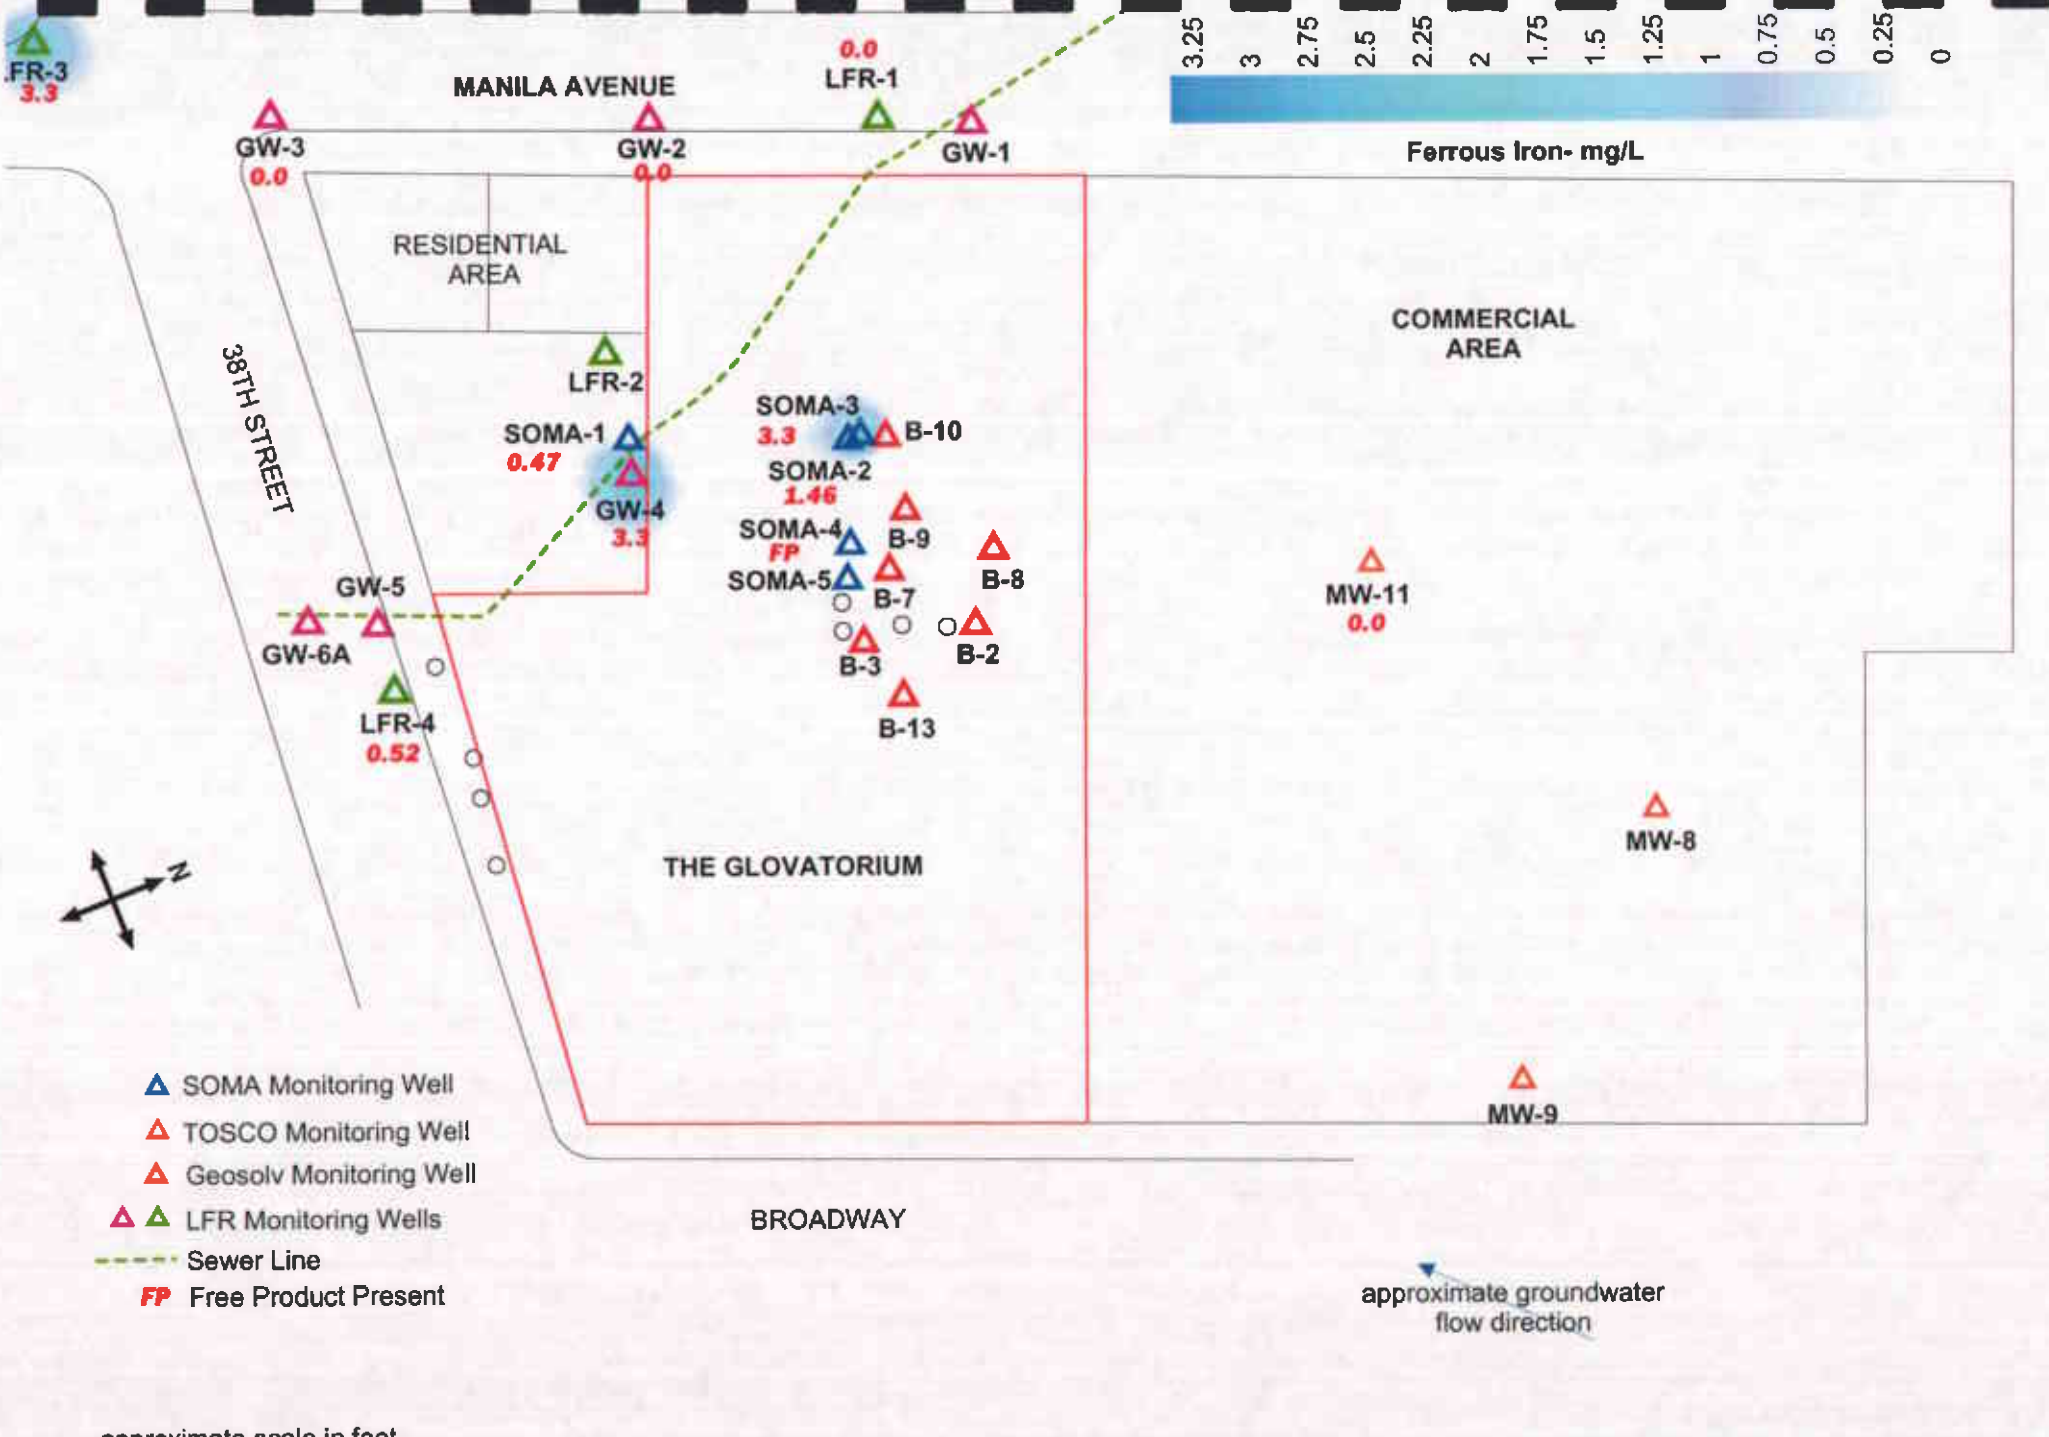 3.25
3
2.75
2.5
2.25
2
1.75
1.5
1.25
1
0.75
0.5
0.25
0
Ferrous Iron- mg/L
FR-3
3.3
MANILA AVENUE
0.0
LFR-1
GW-3
0.0
GW-2
0.0
GW-1
RESIDENTIAL
AREA
COMMERCIAL
AREA
38TH STREET
LFR-2
SOMA-1
0.47
GW-4
3.3
SOMA-3
3.3
B-10
SOMA-2
1.46
SOMA-4
FP
B-9
B-8
SOMA-5
B-7
GW-5
GW-6A
B-3
B-2
LFR-4
0.52
B-13
MW-11
0.0
MW-8
THE GLOVATORIUM
N
MW-9
SOMA Monitoring Well
TOSCO Monitoring Well
Geosolv Monitoring Well
LFR Monitoring Wells
Sewer Line
FP Free Product Present
BROADWAY
approximate groundwater
flow direction
approximate scale in feet